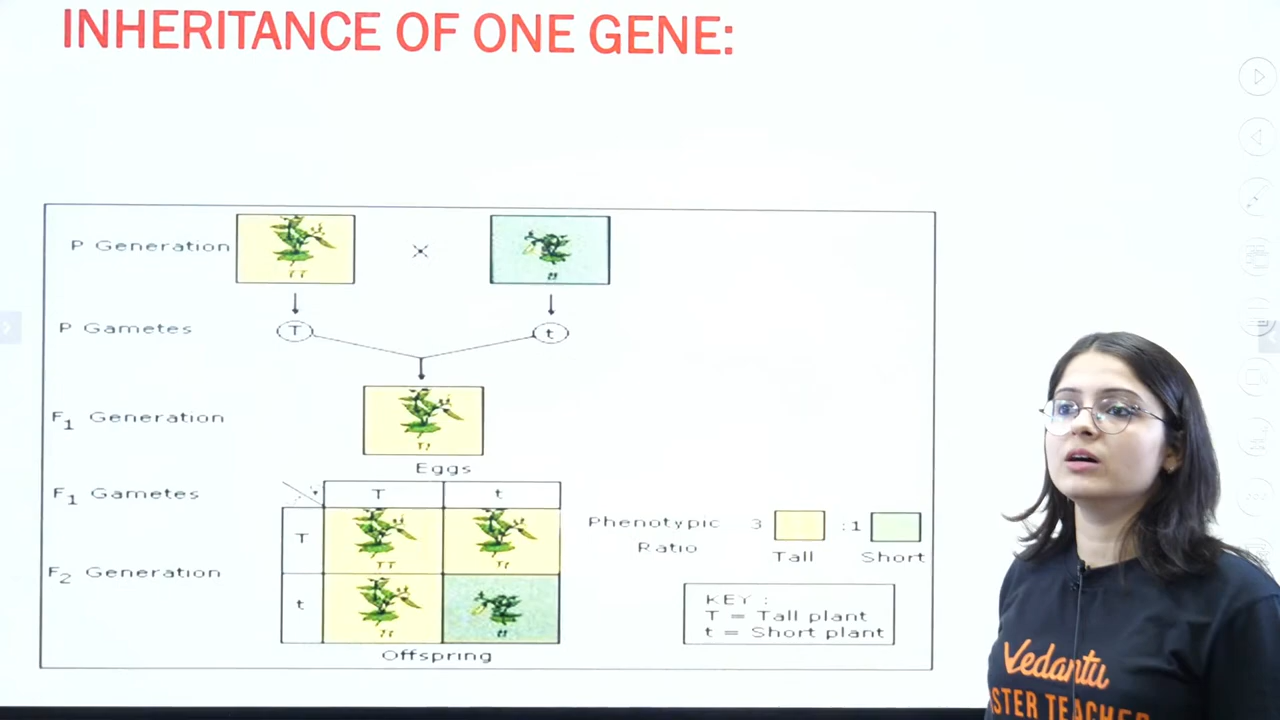 INHERITANCE OF ONE GENE:
P Generation
TT
×
tt
P Gametes
T
t
F1 Generation
Tt
Eggs
F1 Gametes
T
t
T
TT
Tt
F2 Generation
t
Tt
tt
Offspring
Phenotypic 3 :1
Ratio
Tall Short
KEY :
T = Tall plant
t = Short plant
Vedantu
STER TEACHER